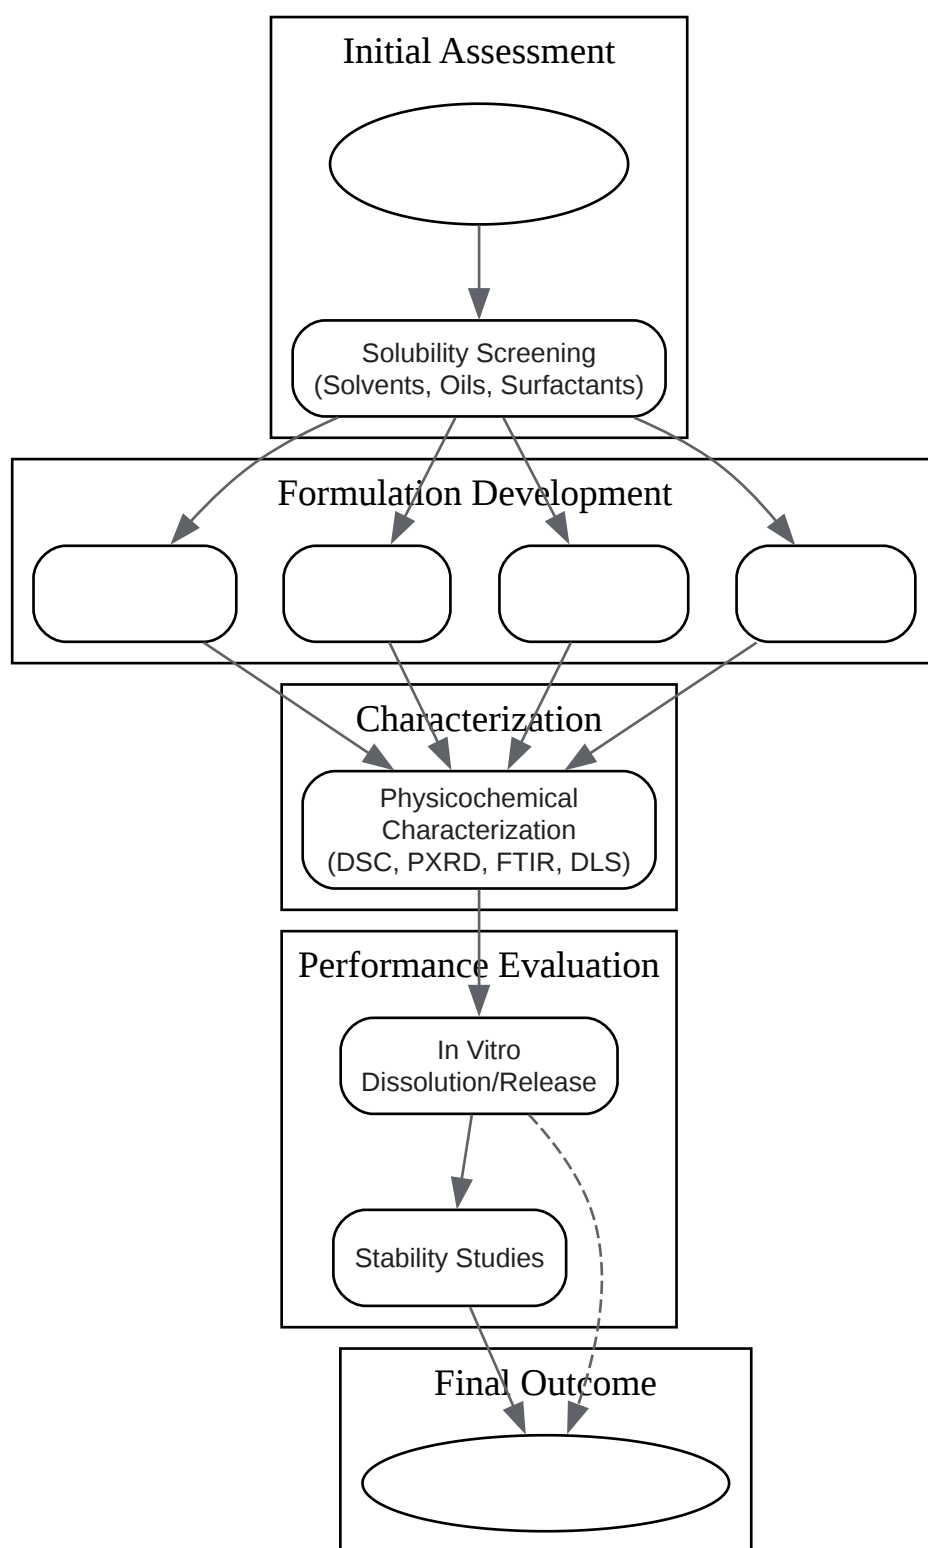 Initial Assessment
Solubility Screening
(Solvents, Oils, Surfactants)
Formulation Development
Characterization
Physicochemical
Characterization
(DSC, PXRD, FTIR, DLS)
Performance Evaluation
In Vitro
Dissolution/Release
Stability Studies
Final Outcome